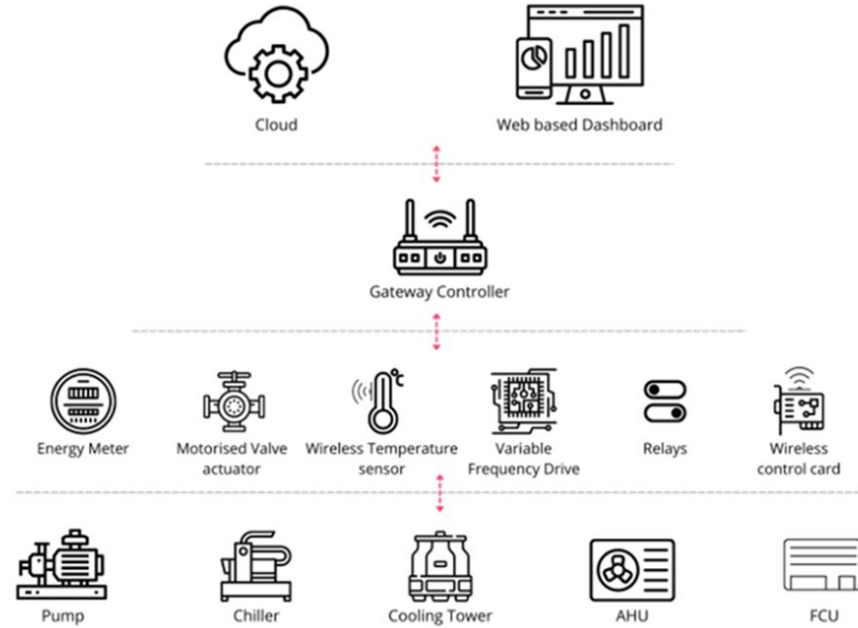 Cloud
Web based Dashboard
Gateway Controller
°C
Energy Meter
Motorised Valve
actuator
Wireless Temperature
sensor
Variable
Frequency Drive
Relays
Wireless
control card
Pump
Chiller
Cooling Tower
AHU
FCU